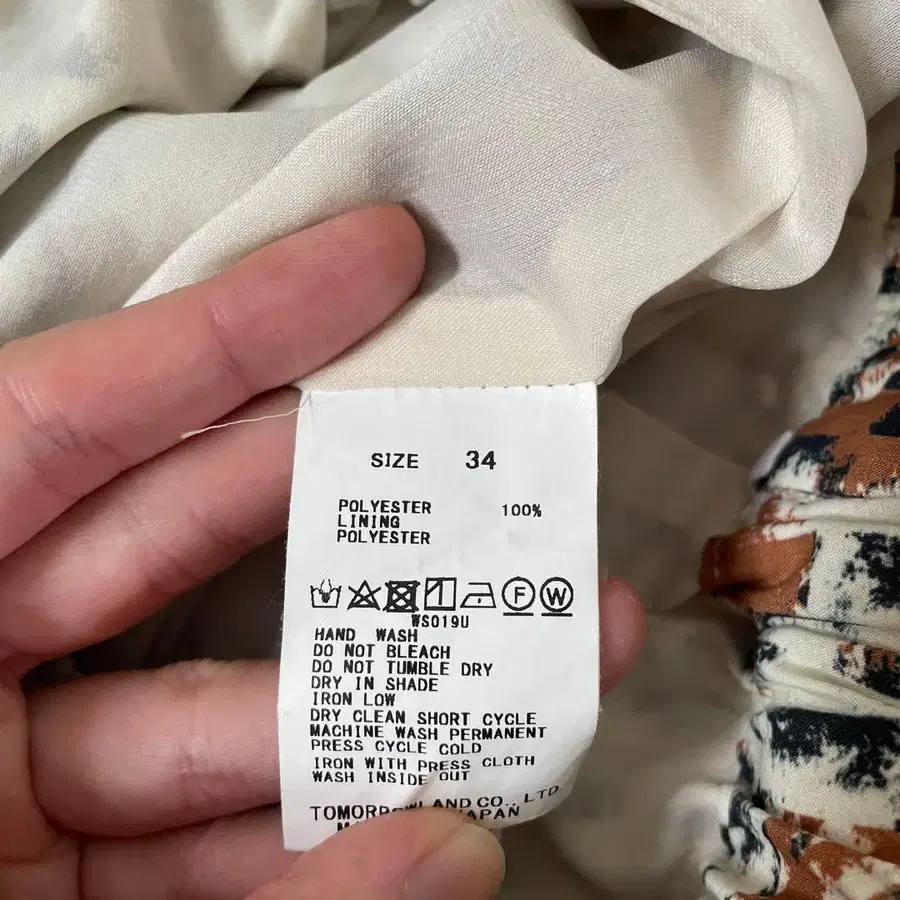 SIZE 34
POLYESTER 100%
LINING
POLYESTER
F W
WS019U
HAND WASH
DO NOT BLEACH
DO NOT TUMBLE DRY
DRY IN SHADE
IRON LOW
DRY CLEAN SHORT CYCLE
MACHINE WASH PERMANENT
PRESS CYCLE COLD
IRON WITH PRESS CLOTH
WASH INSIDE OUT
TOMORROWLAND CO., LTD.
JAPAN